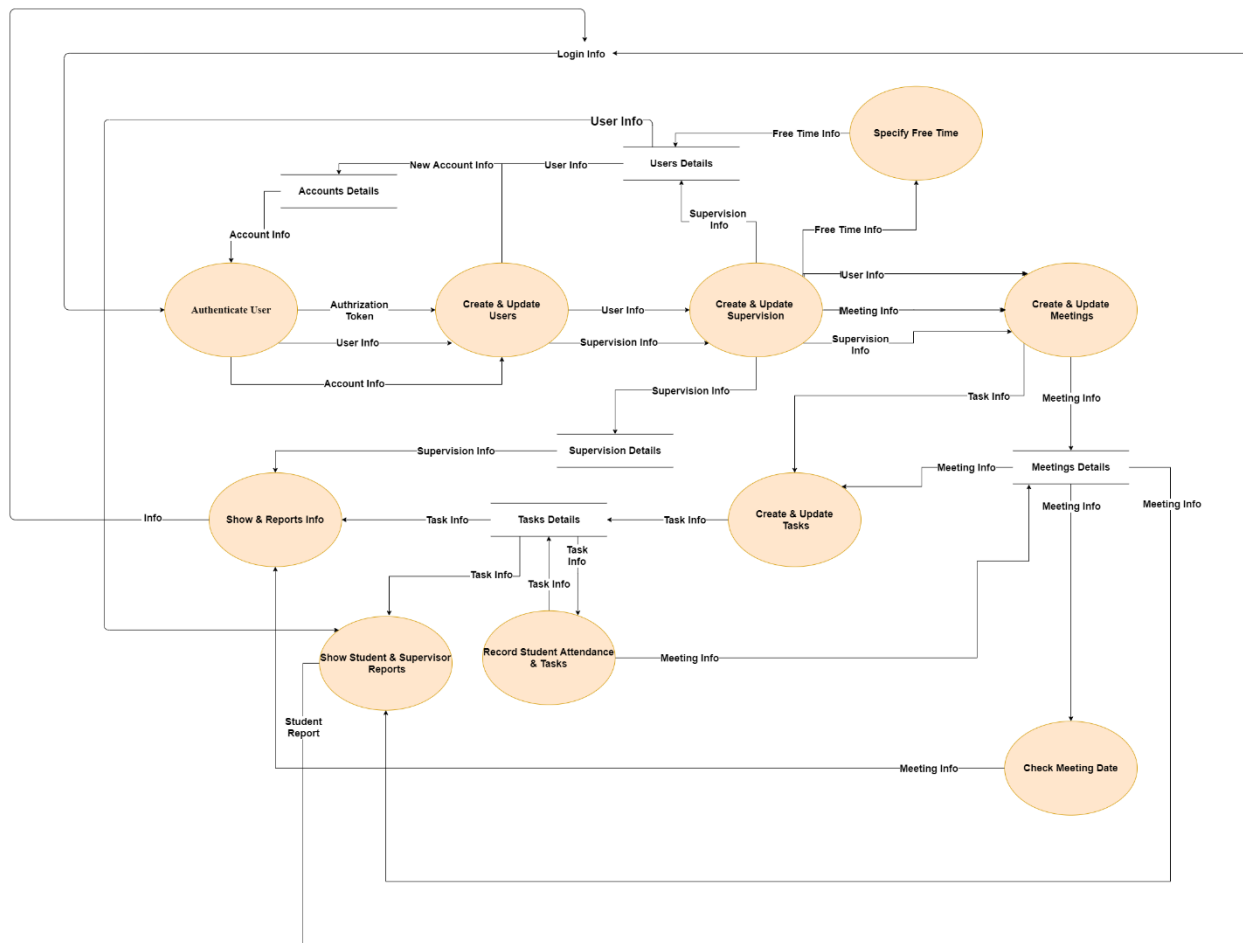 Login Info
User Info
Free Time Info
Specify Free Time
New Account Info
User Info
Users Details
Accounts Details
Supervision
Info
Account Info
Free Time Info
User Info
Authenticate User
Authrization
Token
Create & Update
Users
User Info
Create & Update
Supervision
Meeting Info
Create & Update
Meetings
User Info
Supervision Info
Supervision
Info
Account Info
Supervision Info
Task Info
Meeting Info
Supervision Info
Supervision Details
Meeting Info
Meetings Details
Meeting Info
Meeting Info
Info
Show & Reports Info
Task Info
Tasks Details
Task Info
Create & Update
Tasks
Task
Info
Task Info
Task Info
Show Student & Supervisor
Reports
Record Student Attendance
& Tasks
Meeting Info
Student
Report
Meeting Info
Check Meeting Date